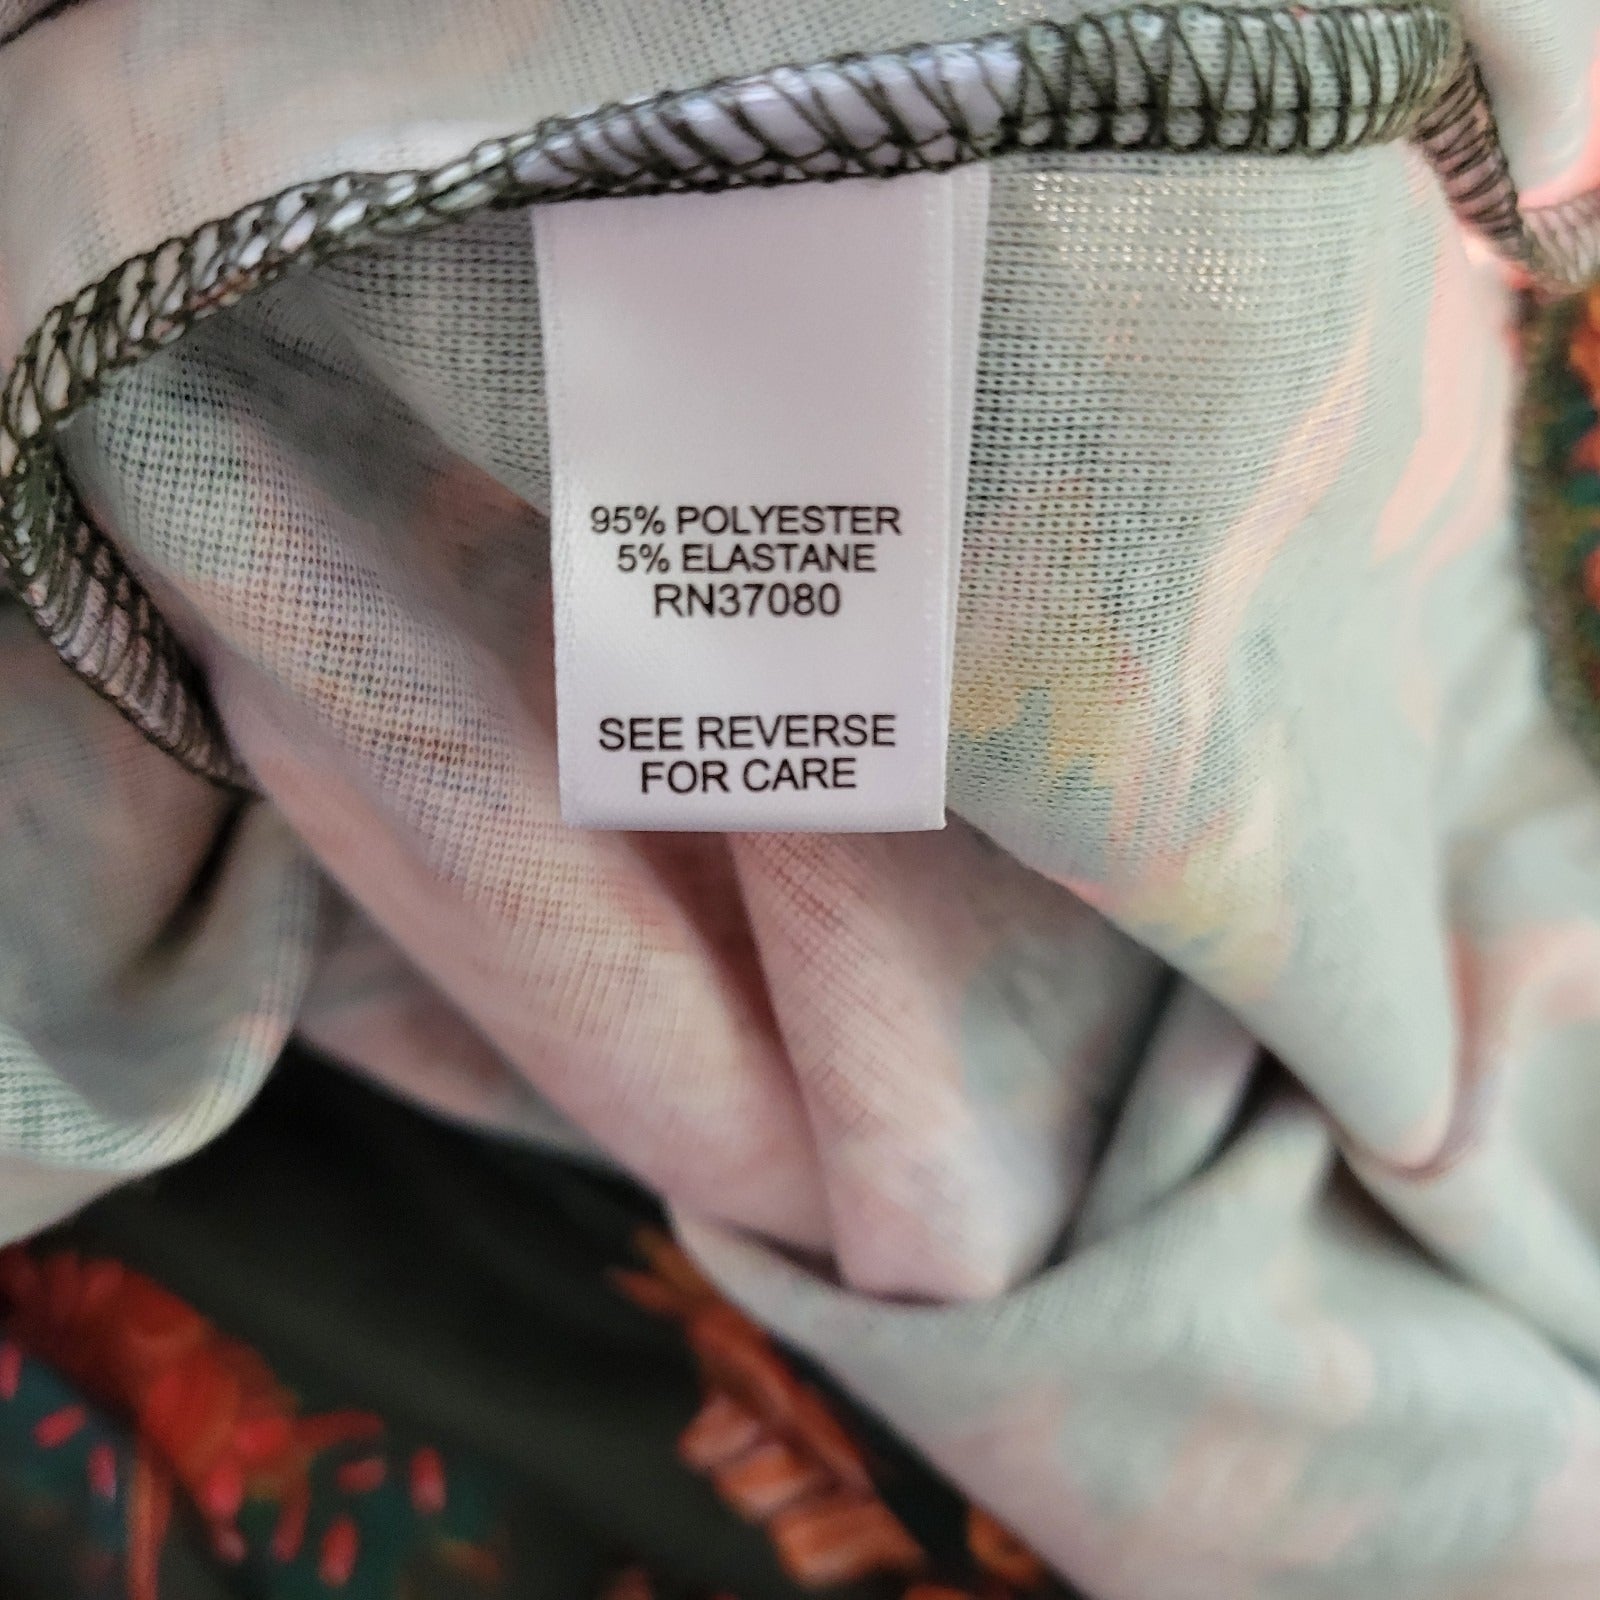 95% POLYESTER
5% ELASTANE
RN37080
SEE REVERSE
FOR CARE